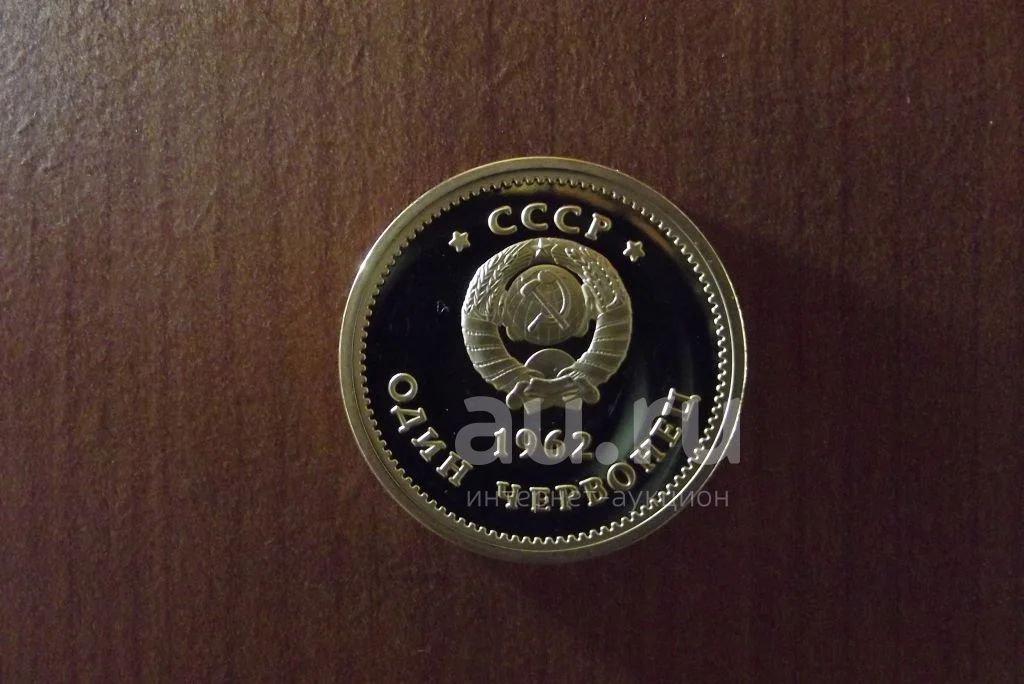 СССР
1962
ОДИН ЧЕРВОНЕЦ
au.ru
интернет-аукцион